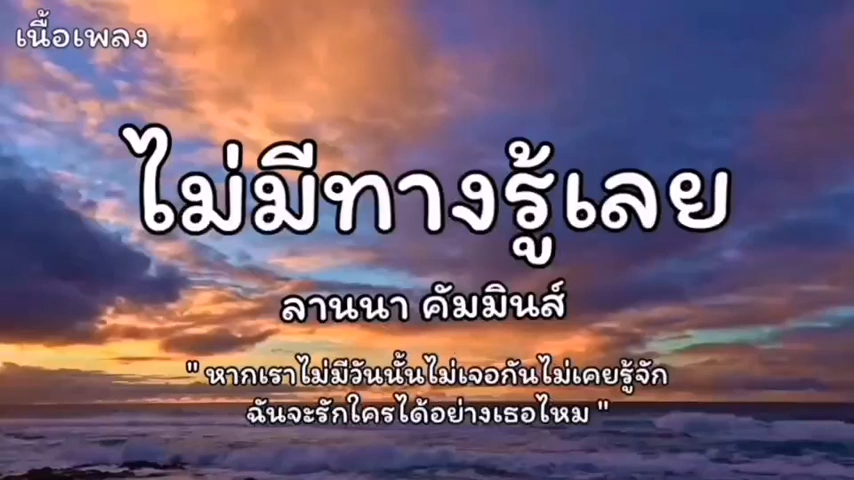 เนื้อเพลง
ไม่มีทางรู้เลย
ลานนา คัมมินส์
" หากเราไม่มีวันนั้นไม่เจอกันไม่เคยรู้จัก
ฉันจะรักใครได้อย่างเธอไหม "